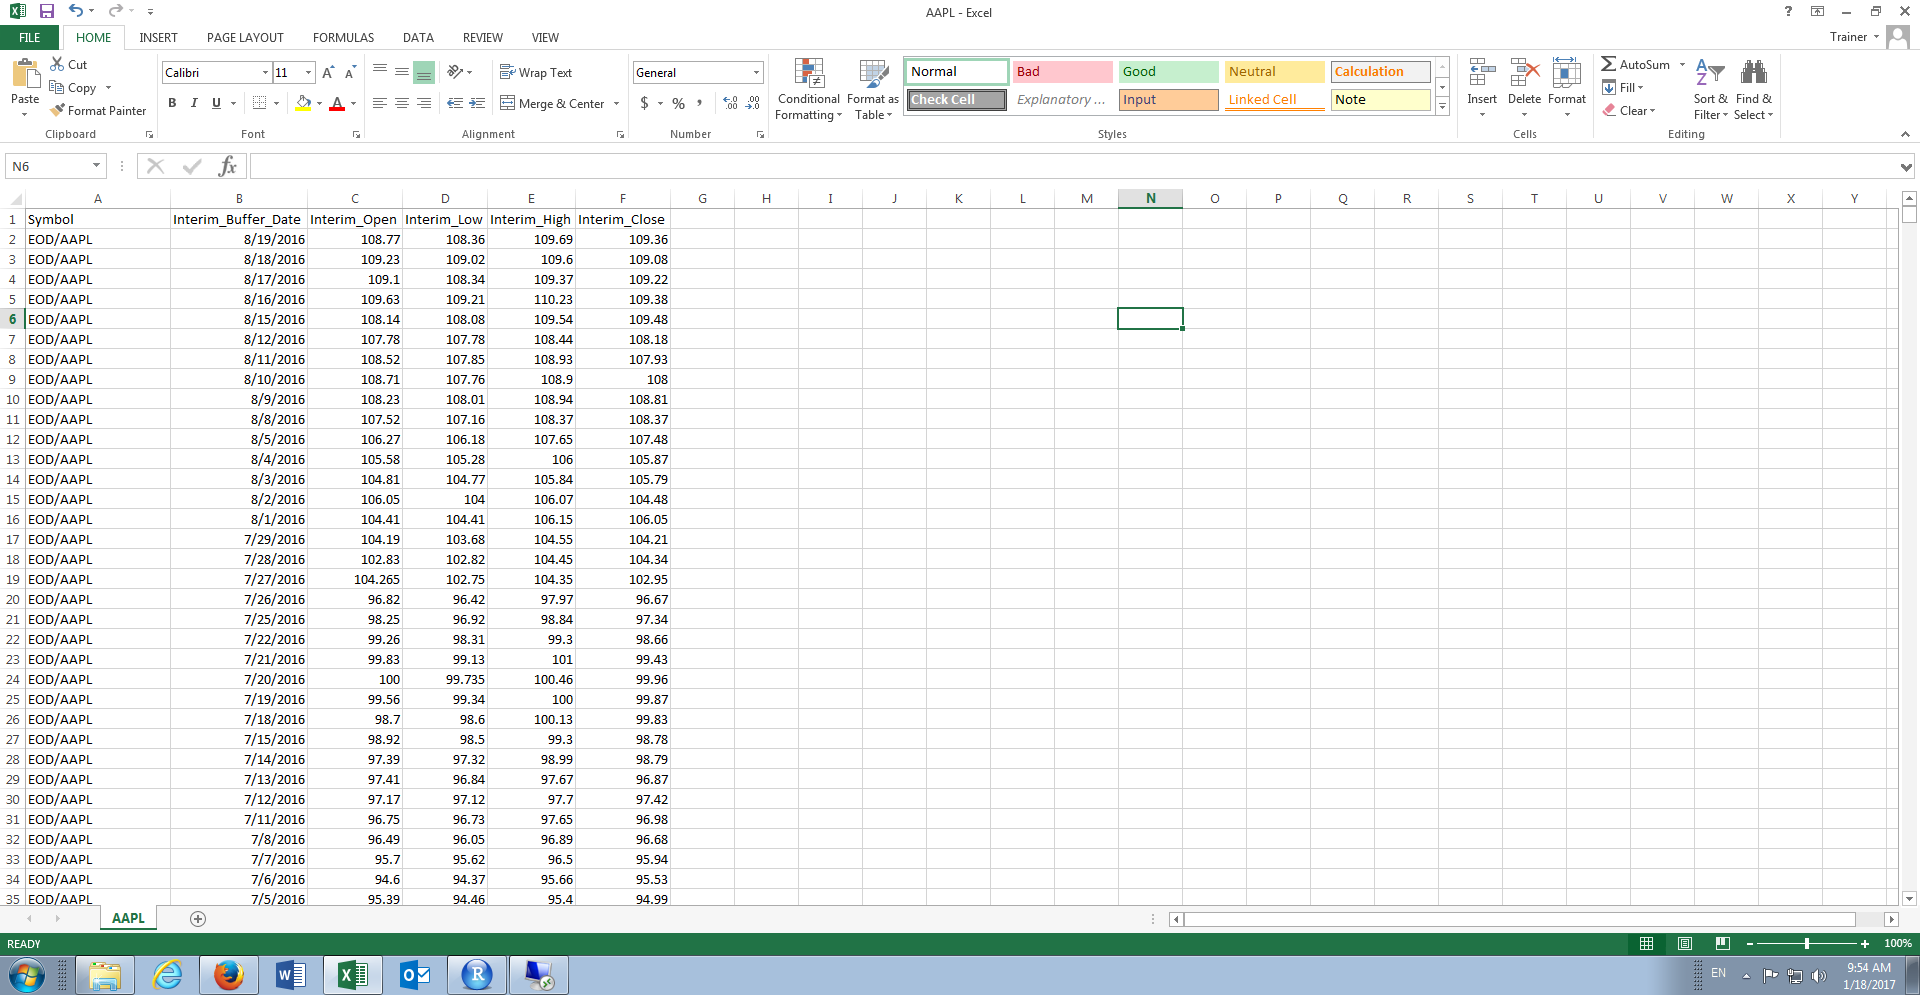 AAPL - Excel
?
FILE HOME INSERT PAGE LAYOUT FORMULAS DATA REVIEW VIEW
Trainer
Paste
Cut
Copy
Format Painter
Clipboard
Calibri 11 A A
B I U A
Font
Wrap Text
Merge & Center
Alignment
General
$ % ,
Number
Conditional Formatting
Format as Table
Normal Bad Good Neutral Calculation
Check Cell Explanatory ... Input Linked Cell Note
Styles
Insert Delete Format
Cells
AutoSum
Fill
Clear
Sort & Filter
Find & Select
Editing
N6 fx
A B C D E F G H I J K L M N O P Q R S T U V W X Y
1 Symbol Interim_Buffer_Date Interim_Open Interim_Low Interim_High Interim_Close
2 EOD/AAPL 8/19/2016 108.77 108.36 109.69 109.36
3 EOD/AAPL 8/18/2016 109.23 109.02 109.6 109.08
4 EOD/AAPL 8/17/2016 109.1 108.34 109.37 109.22
5 EOD/AAPL 8/16/2016 109.63 109.21 110.23 109.38
6 EOD/AAPL 8/15/2016 108.14 108.08 109.54 109.48
7 EOD/AAPL 8/12/2016 107.78 107.78 108.44 108.18
8 EOD/AAPL 8/11/2016 108.52 107.85 108.93 107.93
9 EOD/AAPL 8/10/2016 108.71 107.76 108.9 108
10 EOD/AAPL 8/9/2016 108.23 108.01 108.94 108.81
11 EOD/AAPL 8/8/2016 107.52 107.16 108.37 108.37
12 EOD/AAPL 8/5/2016 106.27 106.18 107.65 107.48
13 EOD/AAPL 8/4/2016 105.58 105.28 106 105.87
14 EOD/AAPL 8/3/2016 104.81 104.77 105.84 105.79
15 EOD/AAPL 8/2/2016 106.05 104 106.07 104.48
16 EOD/AAPL 8/1/2016 104.41 104.41 106.15 106.05
17 EOD/AAPL 7/29/2016 104.19 103.68 104.55 104.21
18 EOD/AAPL 7/28/2016 102.83 102.82 104.45 104.34
19 EOD/AAPL 7/27/2016 104.265 102.75 104.35 102.95
20 EOD/AAPL 7/26/2016 96.82 96.42 97.97 96.67
21 EOD/AAPL 7/25/2016 98.25 96.92 98.84 97.34
22 EOD/AAPL 7/22/2016 99.26 98.31 99.3 98.66
23 EOD/AAPL 7/21/2016 99.83 99.13 101 99.43
24 EOD/AAPL 7/20/2016 100 99.735 100.46 99.96
25 EOD/AAPL 7/19/2016 99.56 99.34 100 99.87
26 EOD/AAPL 7/18/2016 98.7 98.6 100.13 99.83
27 EOD/AAPL 7/15/2016 98.92 98.5 99.3 98.78
28 EOD/AAPL 7/14/2016 97.39 97.32 98.99 98.79
29 EOD/AAPL 7/13/2016 97.41 96.84 97.67 96.87
30 EOD/AAPL 7/12/2016 97.17 97.12 97.7 97.42
31 EOD/AAPL 7/11/2016 96.75 96.73 97.65 96.98
32 EOD/AAPL 7/8/2016 96.49 96.05 96.89 96.68
33 EOD/AAPL 7/7/2016 95.7 95.62 96.5 95.94
34 EOD/AAPL 7/6/2016 94.6 94.37 95.66 95.53
35 EOD/AAPL 7/5/2016 95.39 94.46 95.4 94.99
AAPL
READY 100%
EN 9:54 AM
1/18/2017